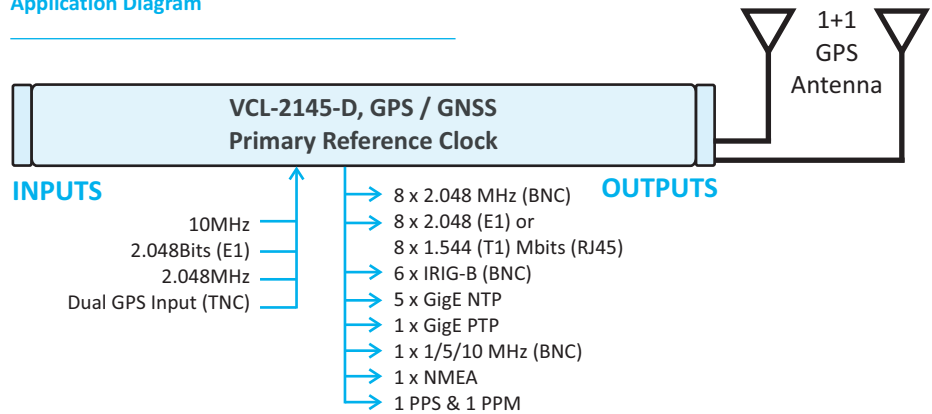 Application Diagram
1+1
GPS
Antenna
VCL-2145-D, GPS / GNSS
Primary Reference Clock
INPUTS
10MHz
2.048Bits (E1)
2.048MHz
Dual GPS Input (TNC)
OUTPUTS
8 x 2.048 MHz (BNC)
8 x 2.048 (E1) or
8 x 1.544 (T1) Mbits (RJ45)
6 x IRIG-B (BNC)
5 x GigE NTP
1 x GigE PTP
1 x 1/5/10 MHz (BNC)
1 x NMEA
1 PPS & 1 PPM